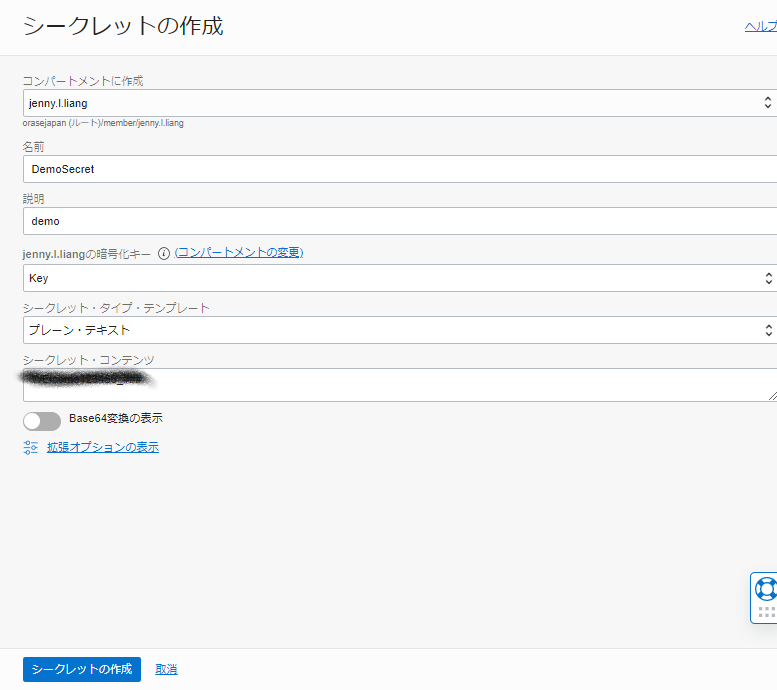 シークレットの作成
ヘルプ
コンパートメントに作成
jenny.l.liang
orasejapan (ルート)/member/jenny.l.liang
名前
DemoSecret
説明
demo
jenny.l.liangの暗号化キー (コンパートメントの変更)
Key
シークレット・タイプ・テンプレート
プレーン・テキスト
シークレット・コンテンツ
Base64変換の表示
拡張オプションの表示
シークレットの作成 取消